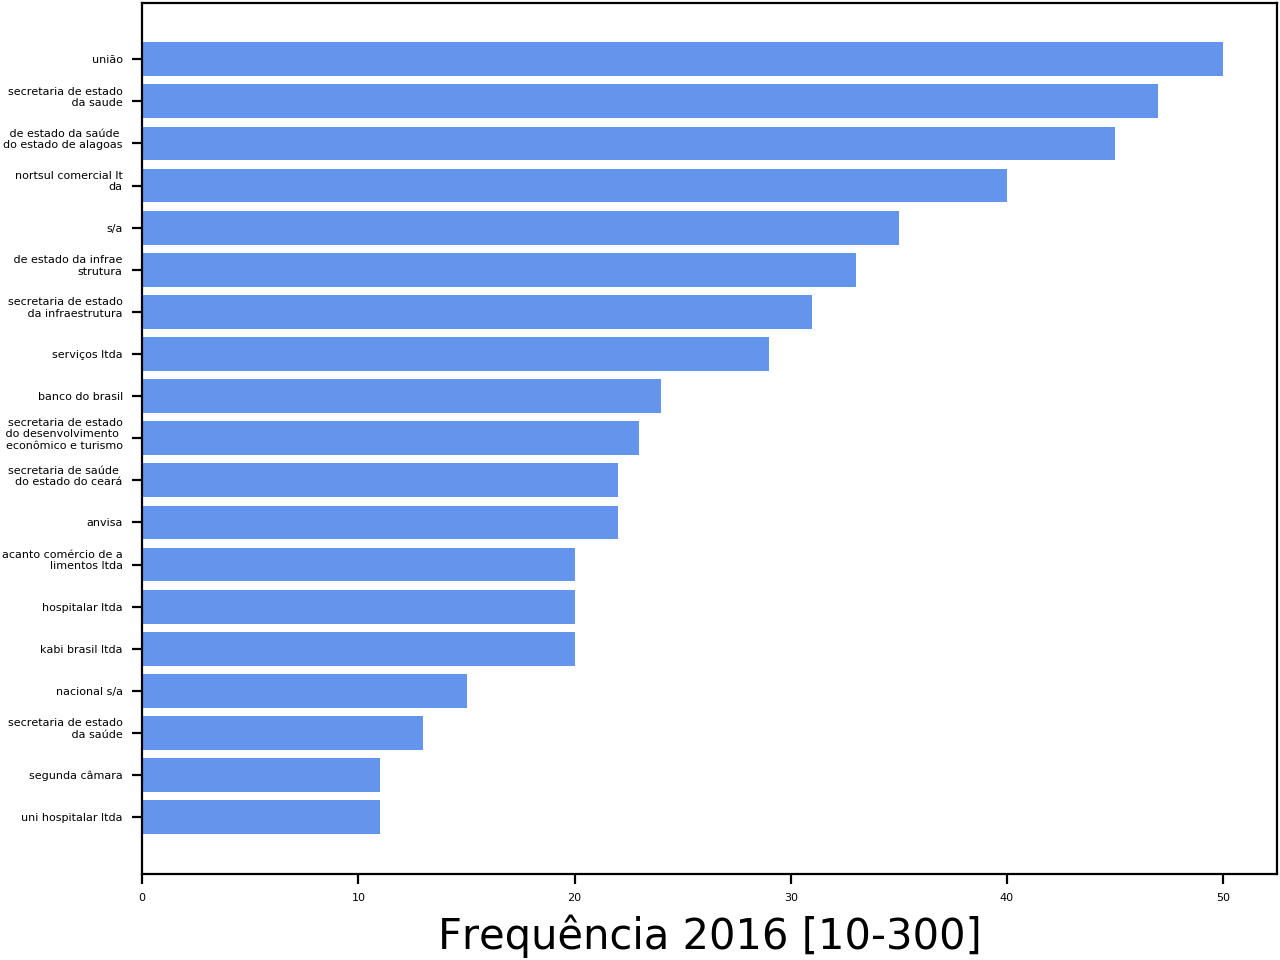 união
secretaria de estado
da saude
de estado da saúde
do estado de alagoas
nortsul comercial lt
da
s/a
de estado da infrae
strutura
secretaria de estado
da infraestrutura
serviços ltda
banco do brasil
secretaria de estado
do desenvolvimento
econômico e turismo
secretaria de saúde
do estado do ceará
anvisa
acanto comércio de a
limentos ltda
hospitalar ltda
kabi brasil ltda
nacional s/a
secretaria de estado
da saúde
segunda câmara
uni hospitalar ltda
0 10 20 30 40 50
Frequência 2016 [10-300]